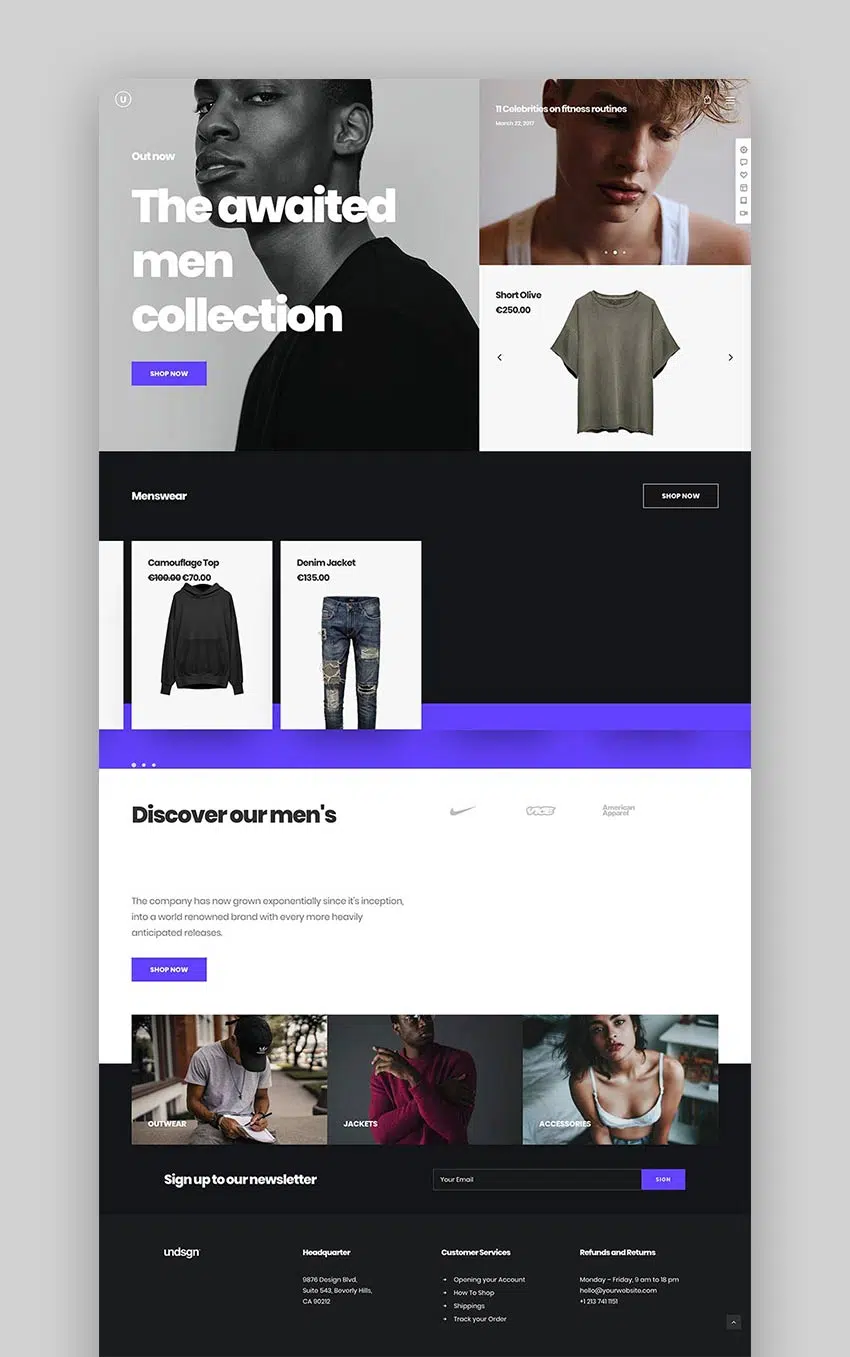 U
11 Celebrities on fitness routines
March 22, 2017
Out now
The awaited
men
collection
SHOP NOW
Short Olive
€250.00
Menswear
SHOP NOW
Camouflage Top
€100.00 €70.00
Denim Jacket
€135.00
Discover our men's
VICE
American
Apparel
The company has now grown exponentially since it's inception,
into a world renowned brand with every more heavily
anticipated releases.
SHOP NOW
OUTWEAR
JACKETS
ACCESSORIES
Sign up to our newsletter
Your Email
SIGN
undsgn
Headquarter
9876 Design Blvd,
Suite 543, Beverly Hills,
CA 90212
Customer Services
Opening your Account
How To Shop
Shippings
Track your Order
Refunds and Returns
Monday – Friday, 9 am to 18 pm
hello@yourwebsite.com
+1 213 741 1151